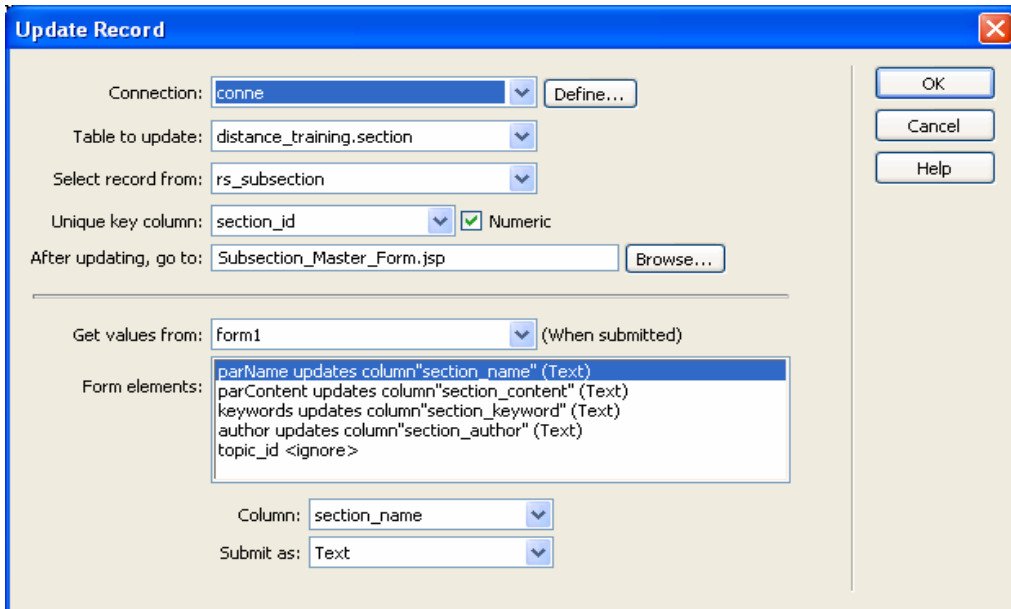 Update Record
Connection: conne Define...
OK
Table to update: distance_training.section
Cancel
Select record from: rs_subsection
Help
Unique key column: section_id Numeric
After updating, go to: Subsection_Master_Form.jsp Browse...
Get values from: form1 (When submitted)
Form elements:
parName updates column"section_name" (Text)
parContent updates column"section_content" (Text)
keywords updates column"section_keyword" (Text)
author updates column"section_author" (Text)
topic_id <ignore>
Column: section_name
Submit as: Text